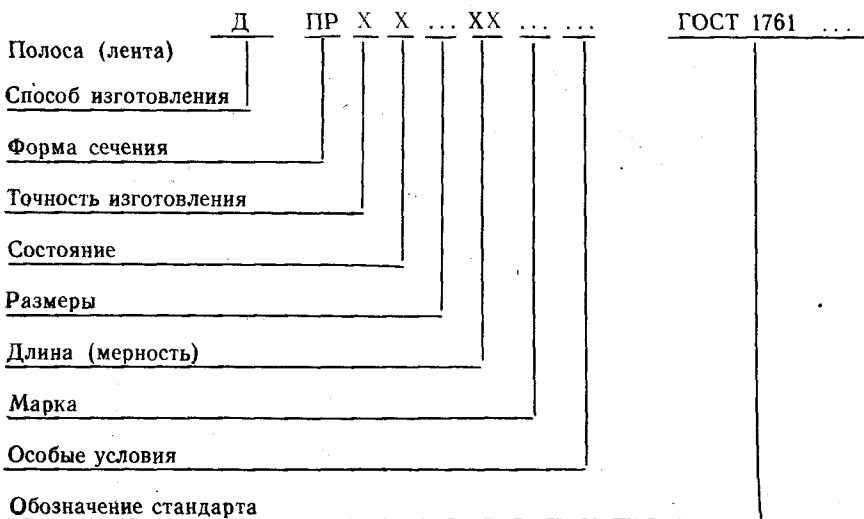 Д ПР Х Х ... ХХ ... ... ГОСТ 1761 ...
Полоса (лента)
Способ изготовления
Форма сечения
Точность изготовления
Состояние
Размеры
Длина (мерность)
Марка
Особые условия
Обозначение стандарта